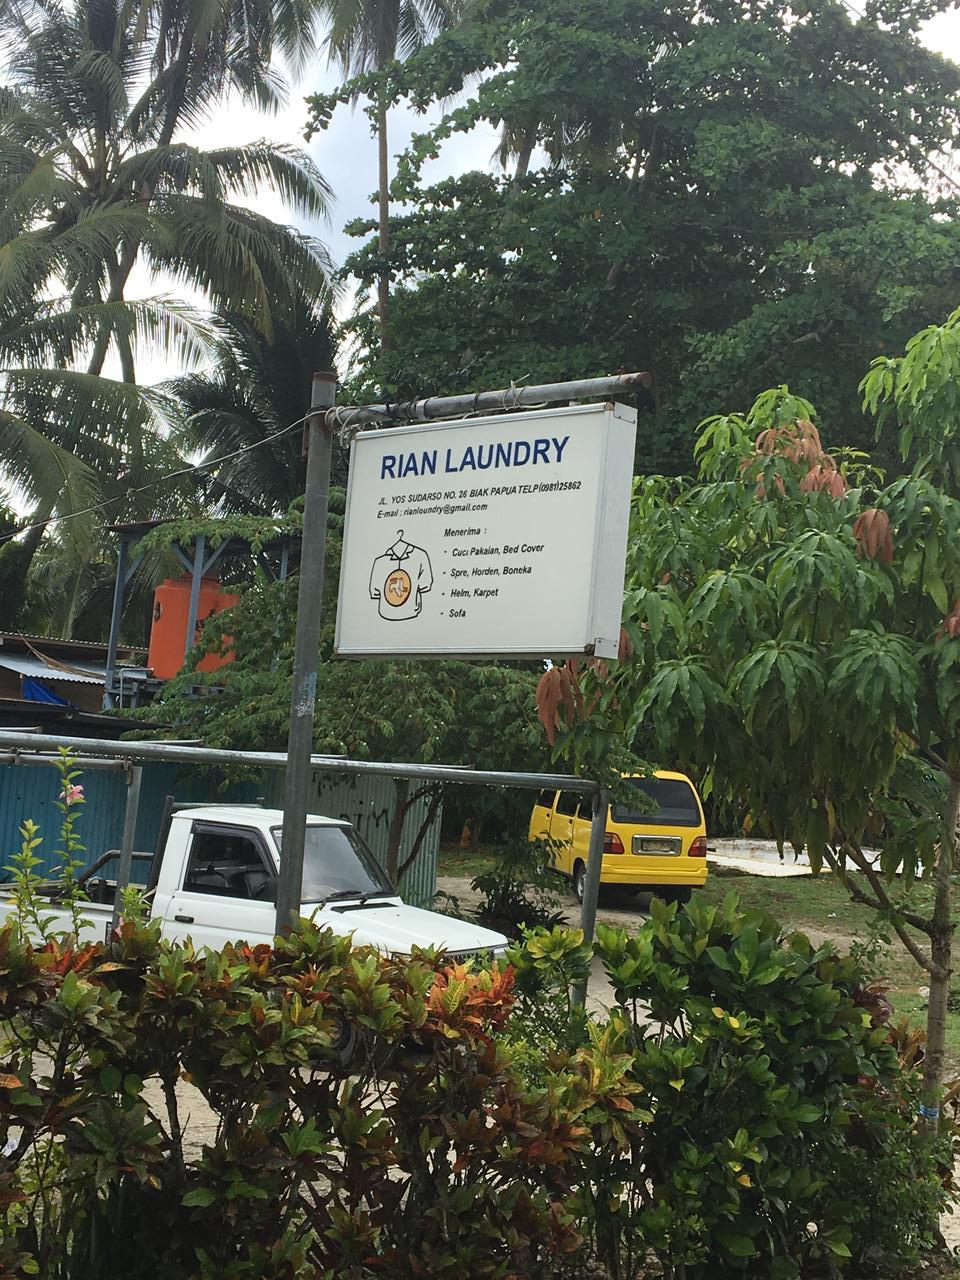 RIAN LAUNDRY
JL. YOS SUDARSO NO. 26 BIAK PAPUA TELP (0981)25862
E-mail : rianloundry@gmail.com
Menerima :
- Cuci Pakaian, Bed Cover
- Spre, Horden, Boneka
- Helm, Karpet
- Sofa